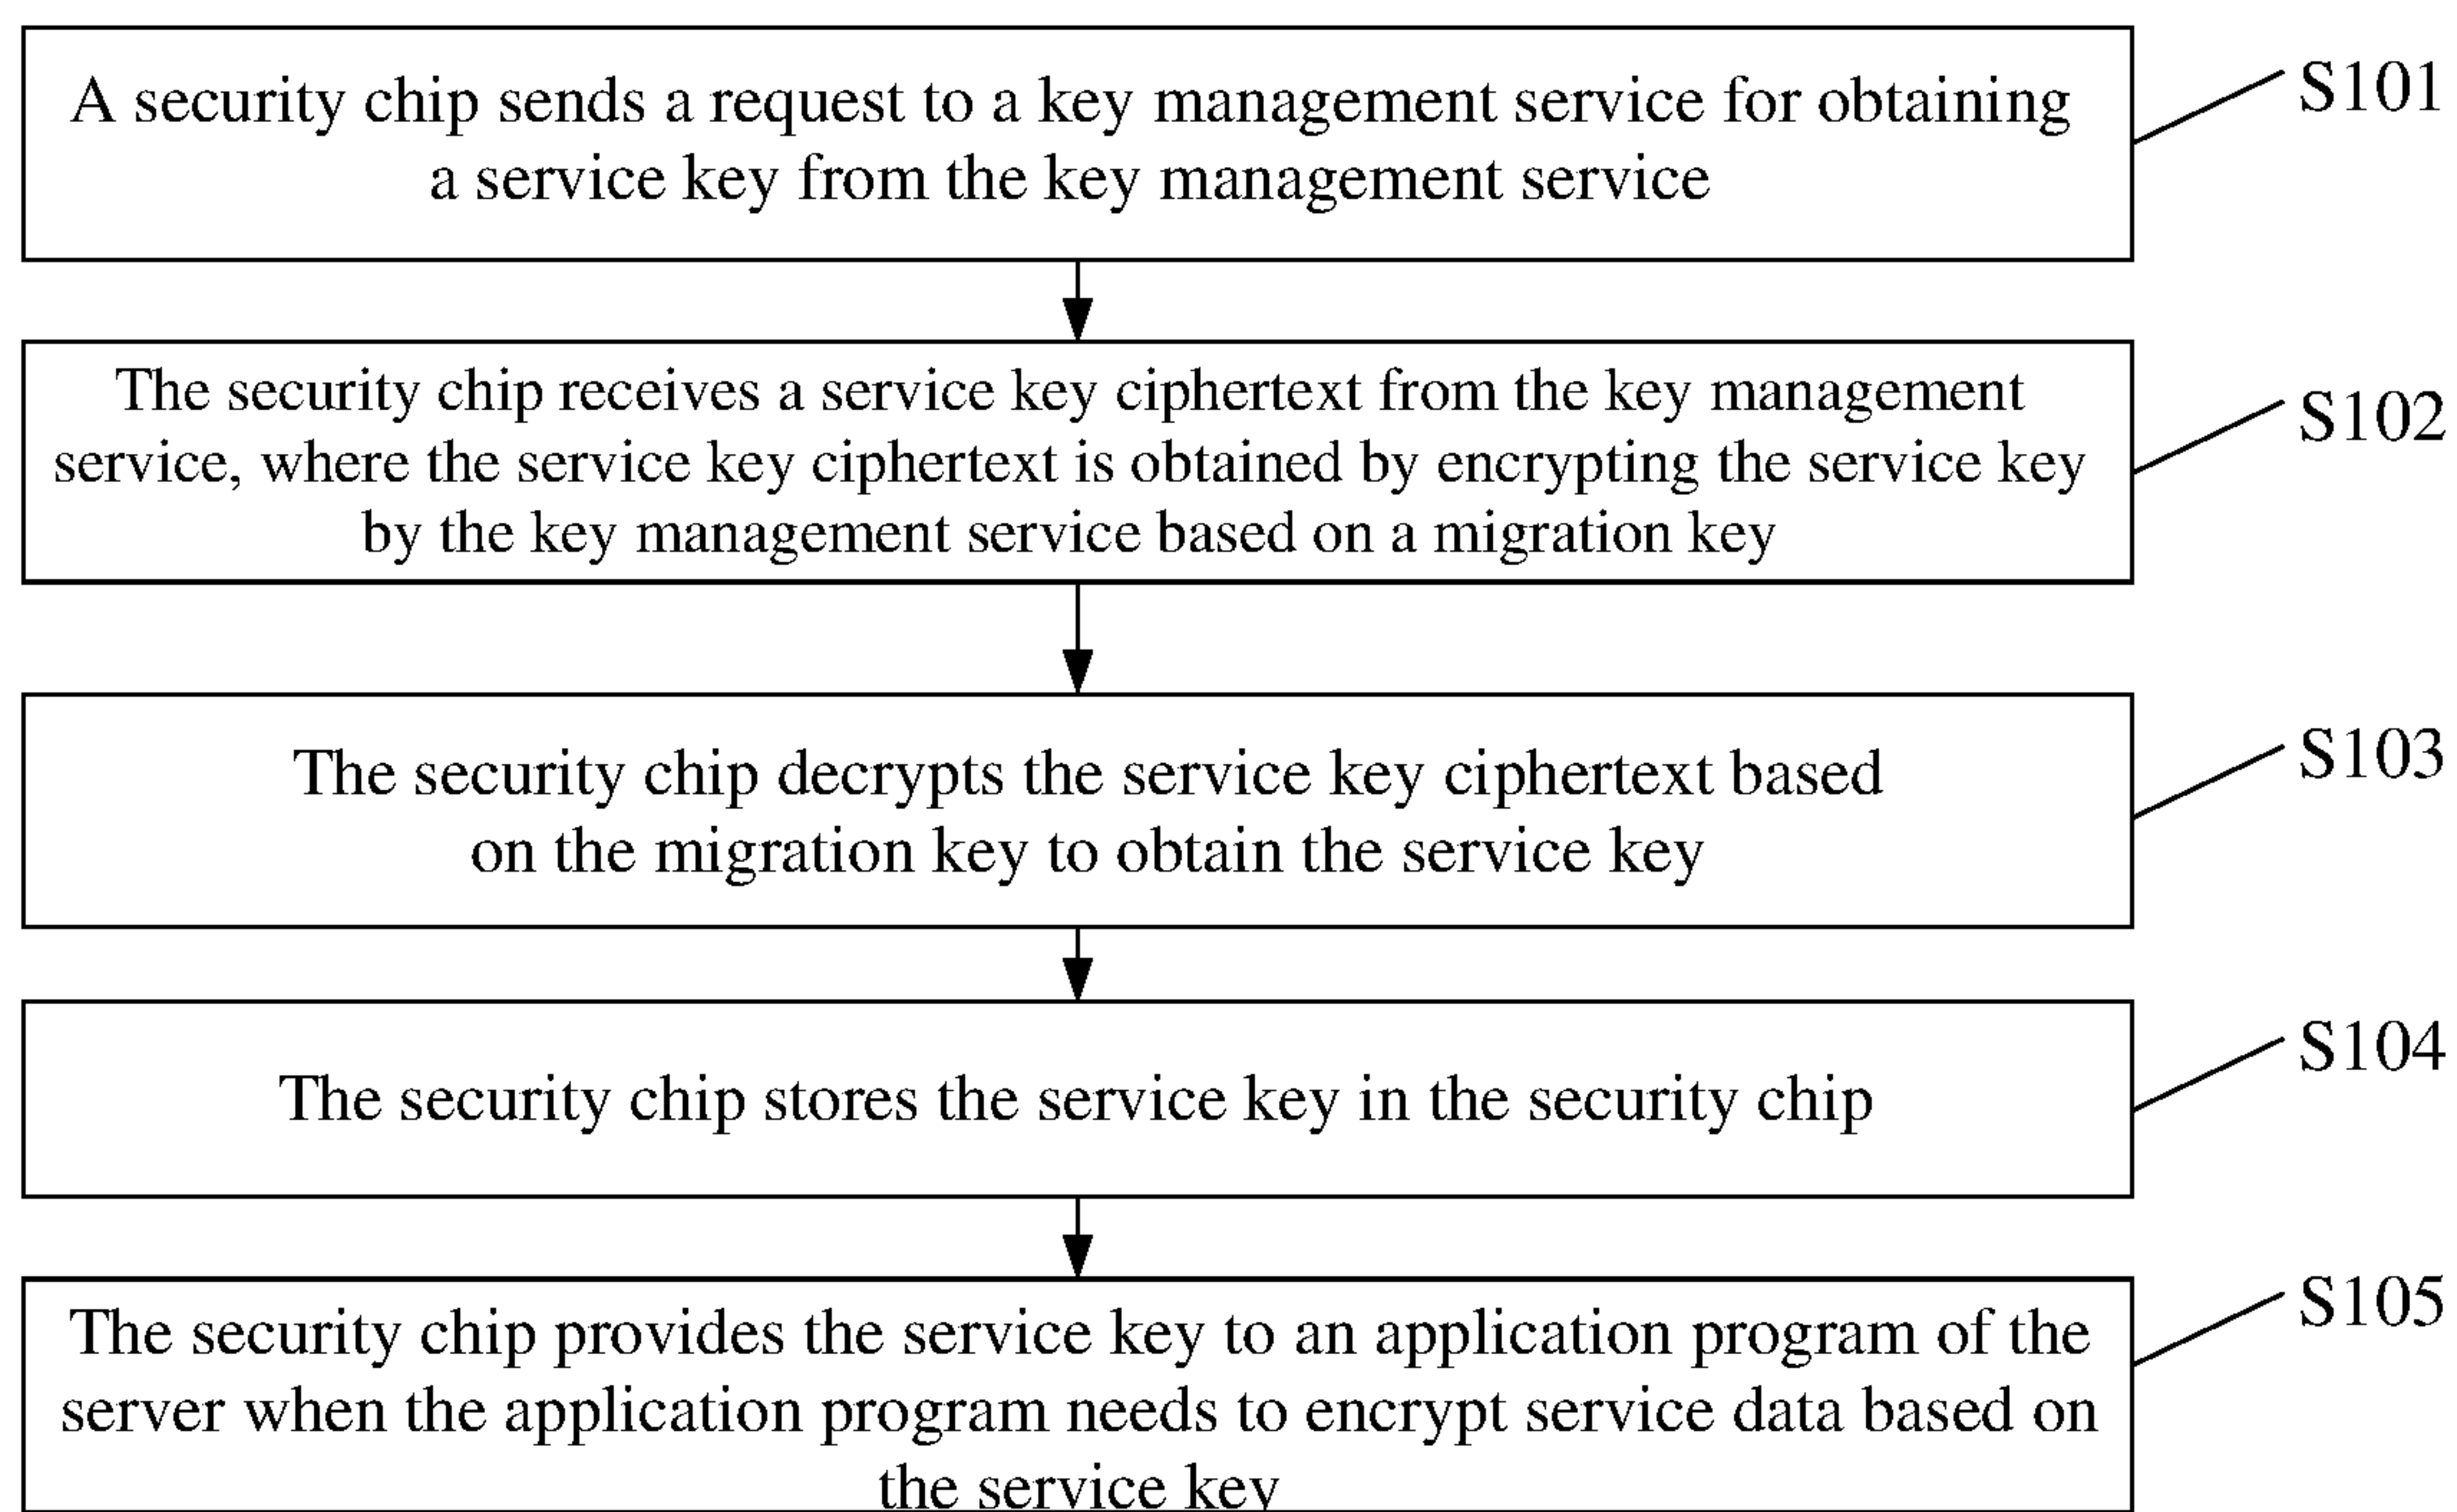 A security chip sends a request to a key management service for obtaining
a service key from the key management service
S101
The security chip receives a service key ciphertext from the key management
service, where the service key ciphertext is obtained by encrypting the service key
by the key management service based on a migration key
S102
The security chip decrypts the service key ciphertext based
on the migration key to obtain the service key
S103
The security chip stores the service key in the security chip
S104
The security chip provides the service key to an application program of the
server when the application program needs to encrypt service data based on
the service key
S105